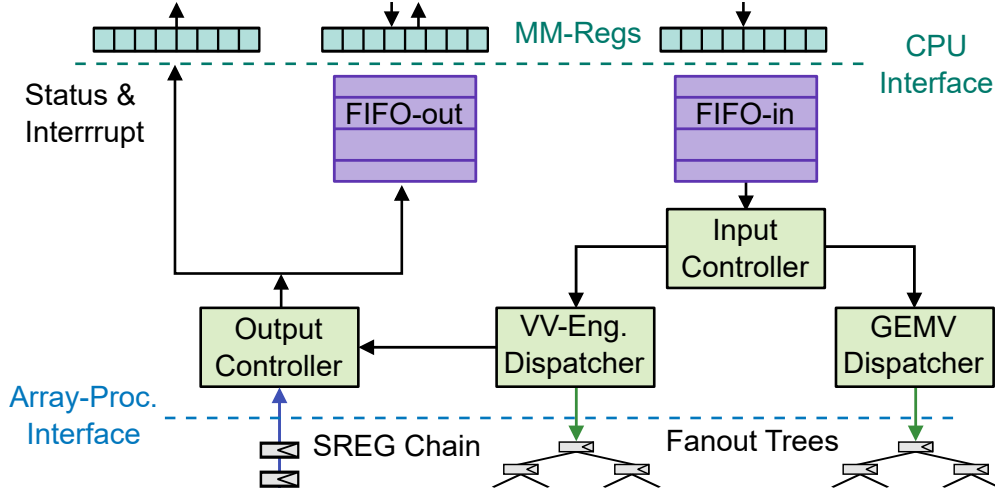 MM-Regs
CPU
Interface
Status &
Interrrupt
FIFO-out
FIFO-in
Input
Controller
Output
Controller
VV-Eng.
Dispatcher
GEMV
Dispatcher
Array-Proc.
Interface
SREG Chain
Fanout Trees